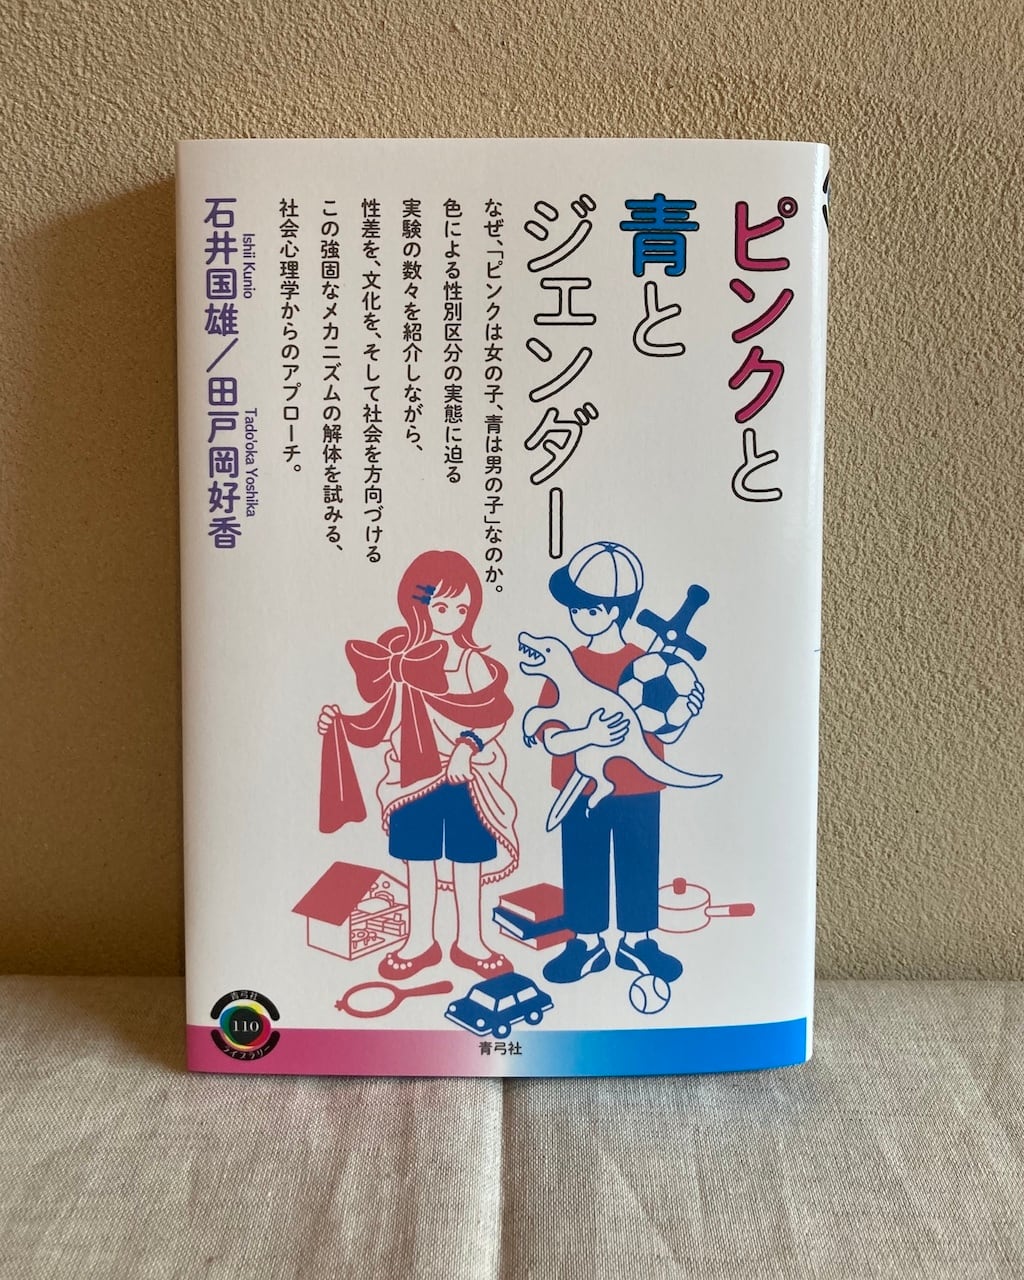 ピンクと
青と
ジェンダー
なぜ、「ピンクは女の子、青は男の子」なのか。
色による性別区分の実態に迫る
実験の数々を紹介しながら、
性差を、文化を、そして社会を方向づける
この強固なメカニズムの解体を試みる、
社会心理学からのアプローチ。
Ishii Kunio
Tado'oka Yoshika
石井国雄／田戸岡好香
青弓社
110
ライブラリー
青弓社